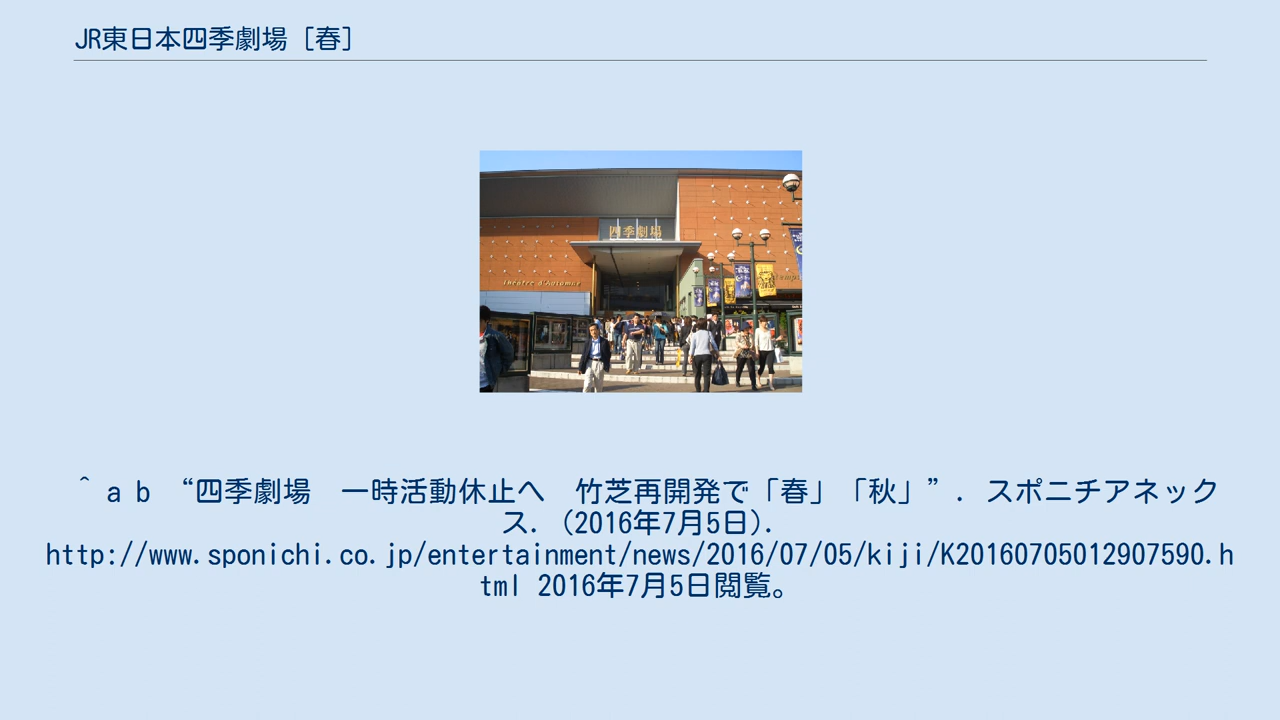 JR東日本四季劇場［春］
四季劇場
Théâtre d'Automne
^ a b “四季劇場　一時活動休止へ　竹芝再開発で「春」「秋」”. スポニチアネック
ス. (2016年7月5日).
http://www.sponichi.co.jp/entertainment/news/2016/07/05/kiji/K20160705012907590.h
tml 2016年7月5日閲覧。